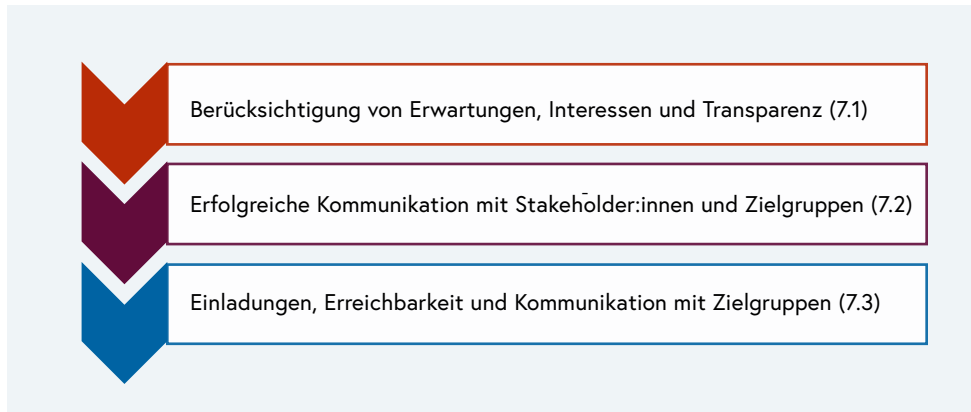 Berücksichtigung von Erwartungen, Interessen und Transparenz (7.1)
Erfolgreiche Kommunikation mit Stakeholder:innen und Zielgruppen (7.2)
Einladungen, Erreichbarkeit und Kommunikation mit Zielgruppen (7.3)